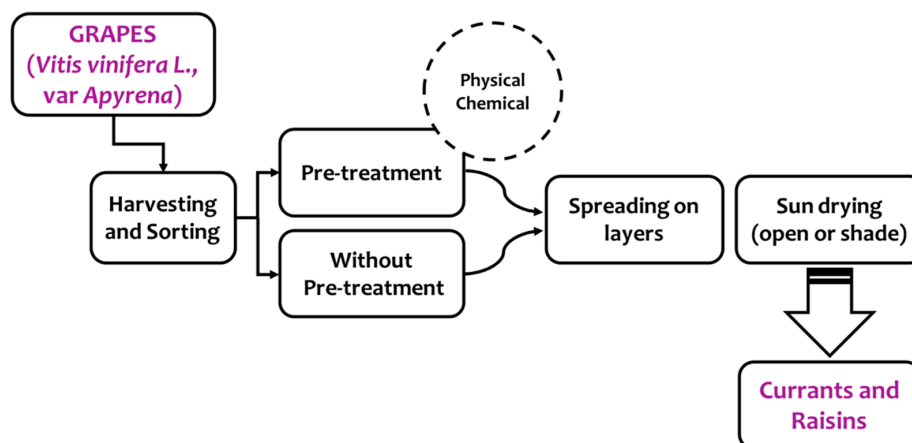 GRAPES
(Vitis vinifera L.,
var Apyrena)
Physical
Chemical
Harvesting
and Sorting
Pre-treatment
Without
Pre-treatment
Spreading on
layers
Sun drying
(open or shade)
Currants and
Raisins